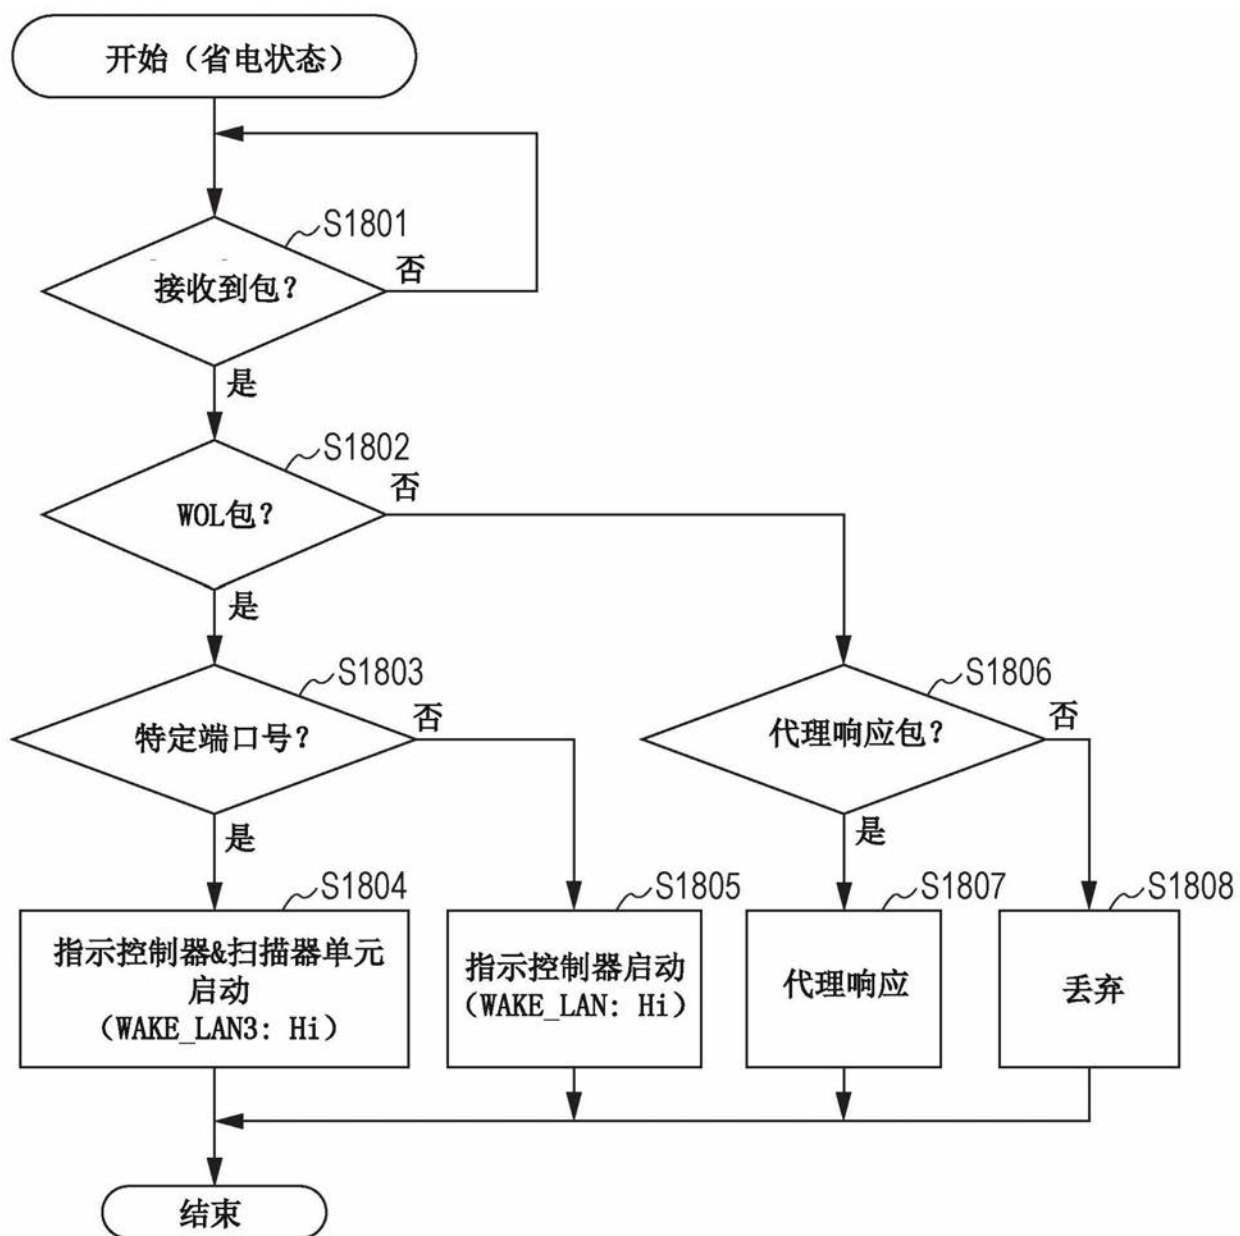 开始（省电状态）
S1801
接收到包？
否
是
S1802
WOL包？
否
是
S1803
特定端口号？
否
是
S1806
代理响应包？
否
是
S1804
指示控制器&扫描器单元
启动
（WAKE_LAN3: Hi）
S1805
指示控制器启动
（WAKE_LAN: Hi）
S1807
代理响应
S1808
丢弃
结束